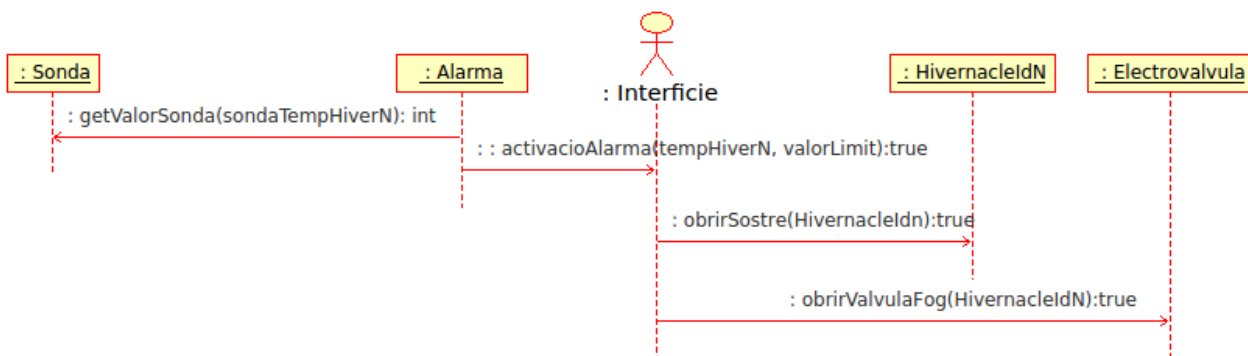 : Sonda
: Alarma
: Interficie
: HivernacleIdN
: Electrovalvula
: getValorSonda(sondaTempHiverN): int
: : activacioAlarma(tempHiverN, valorLimit):true
: obrirSostre(HivernacleIdn):true
: obrirValvulaFog(HivernacleIdN):true